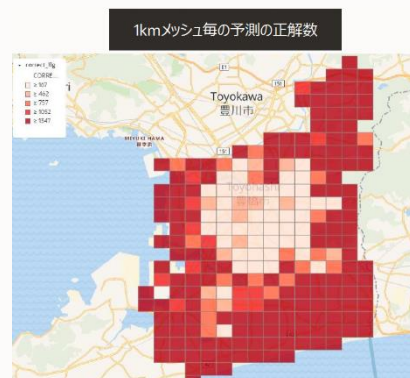 1kmメッシュ毎の予測の正解数
correct_flg
CORRE...
≥ 167
≥ 462
≥ 757
≥ 1052
≥ 1347
Toyokawa
豊川市
Toyohashi
豊橋市